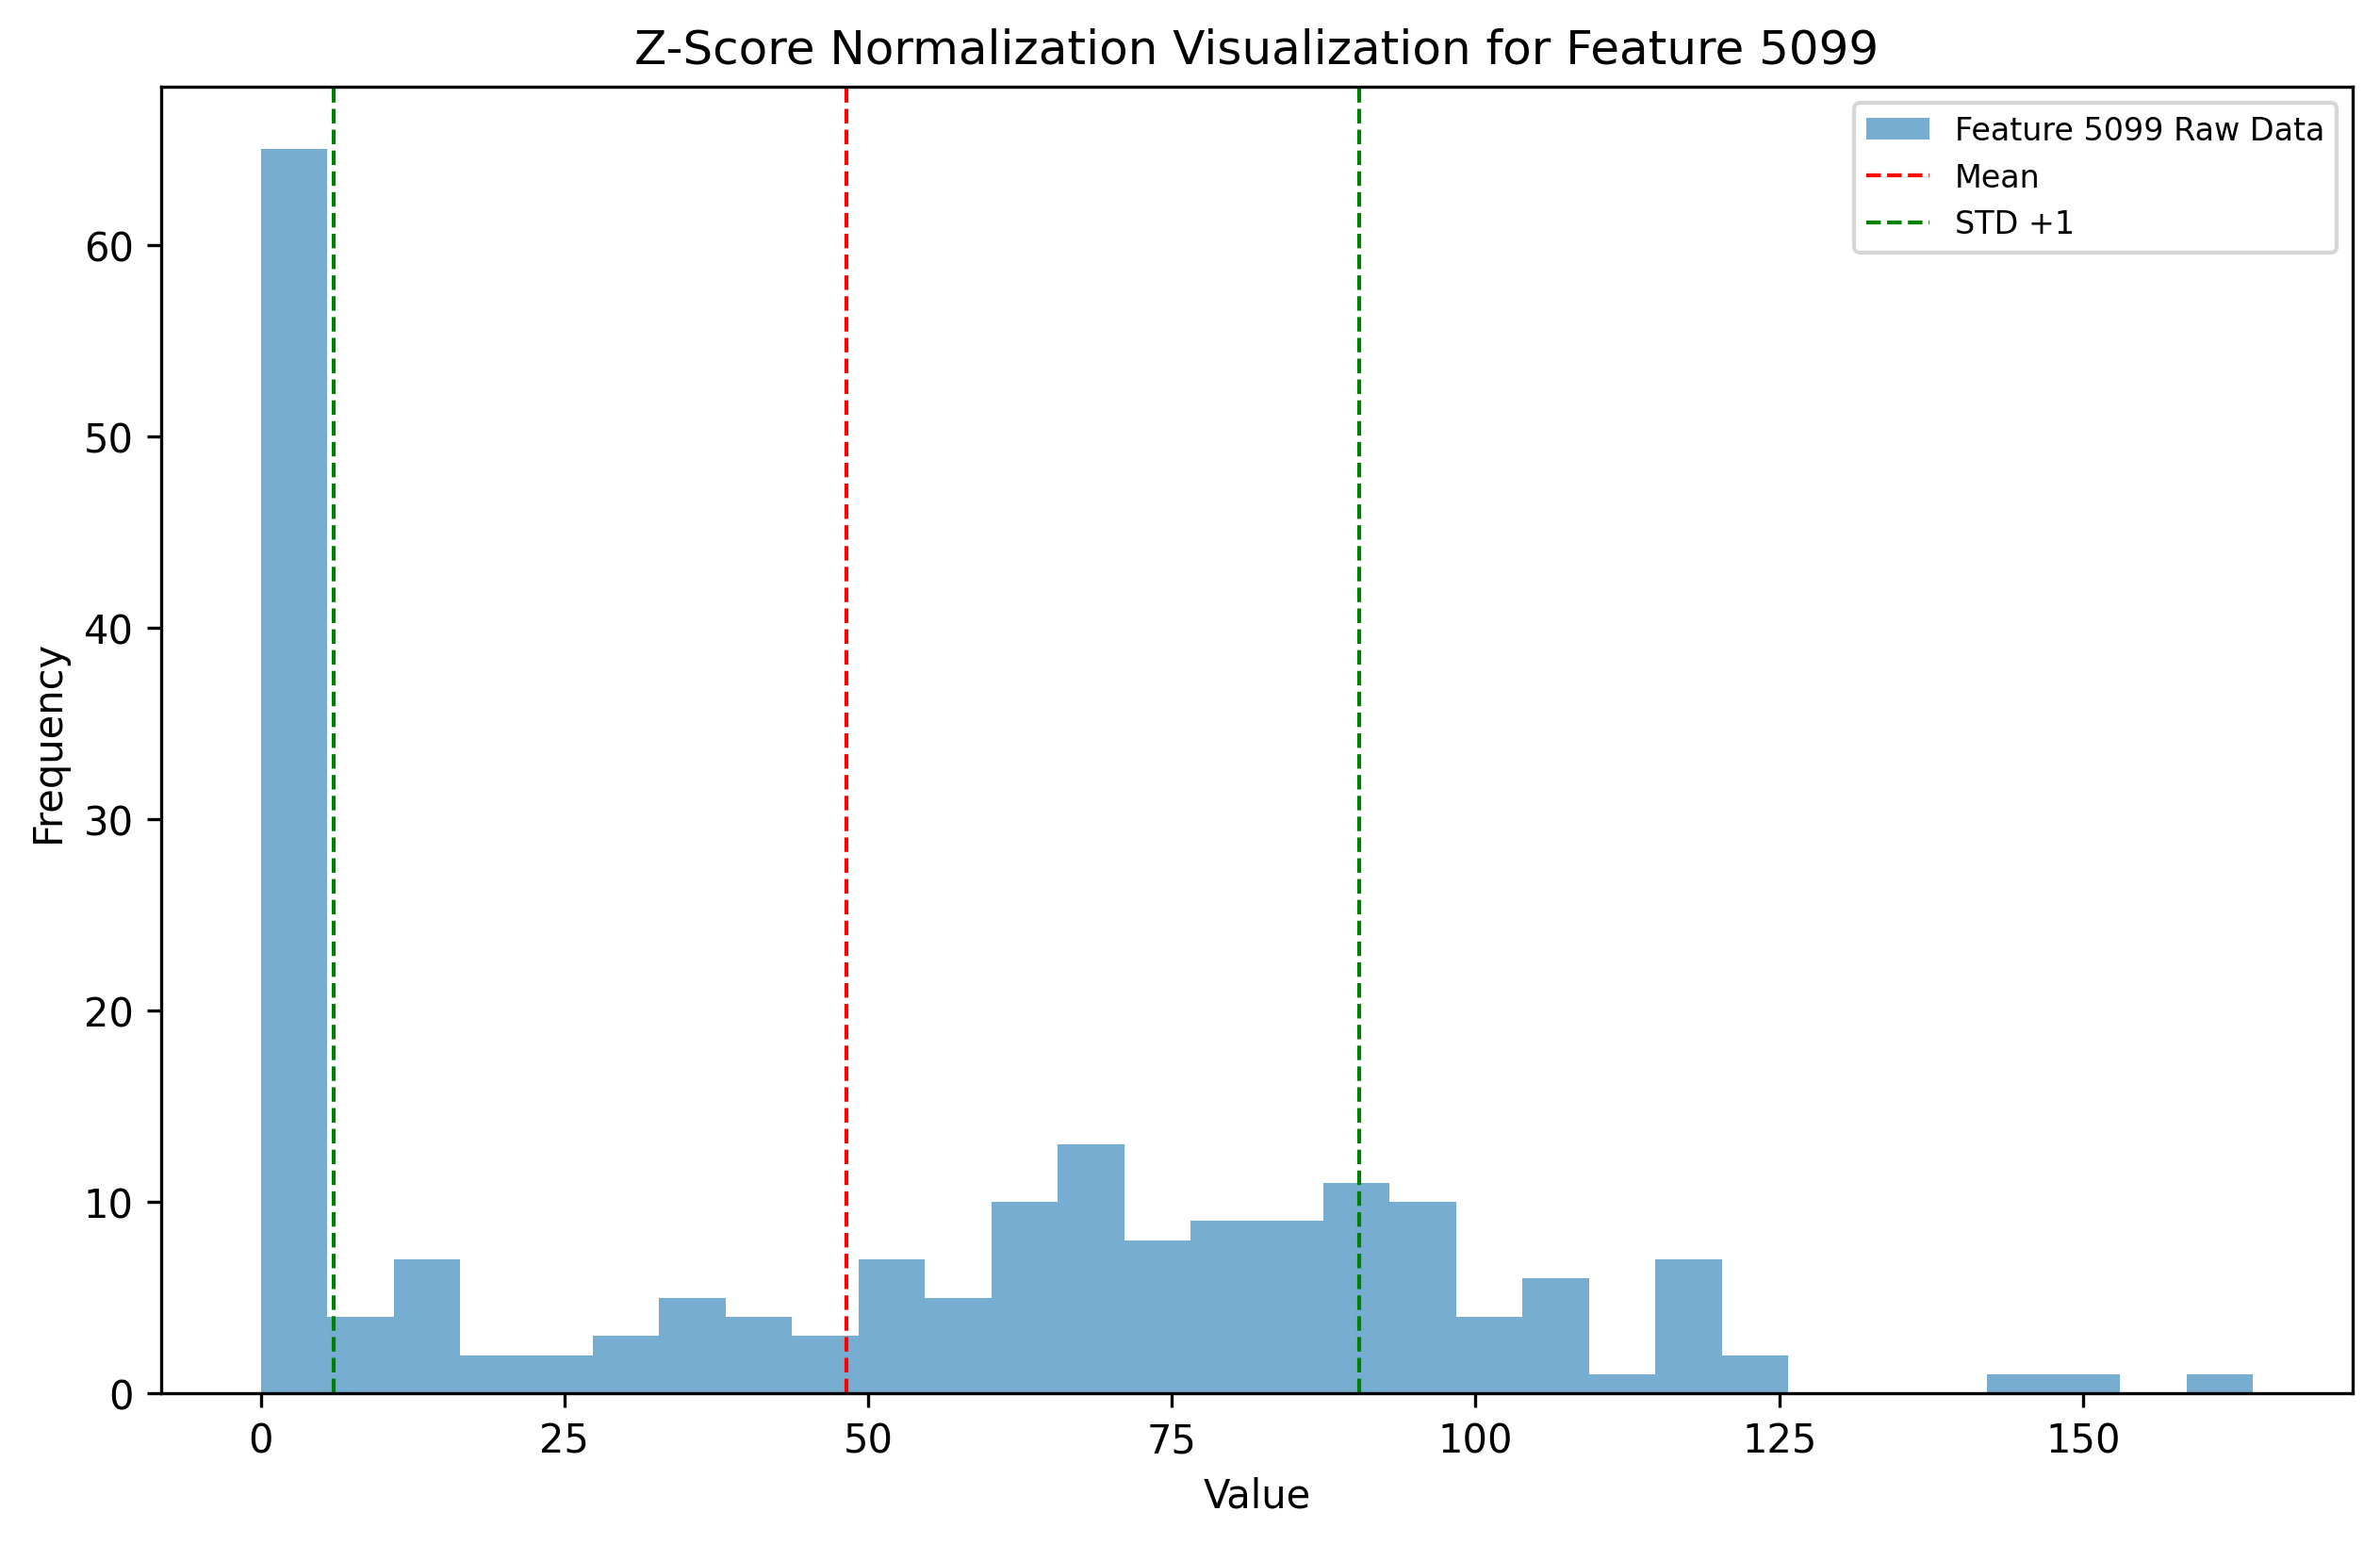 Z-Score Normalization Visualization for Feature 5099
Feature 5099 Raw Data
Mean
STD +1
60
50
40
30
20
10
0
Frequency
0 25 50 75 100 125 150
Value